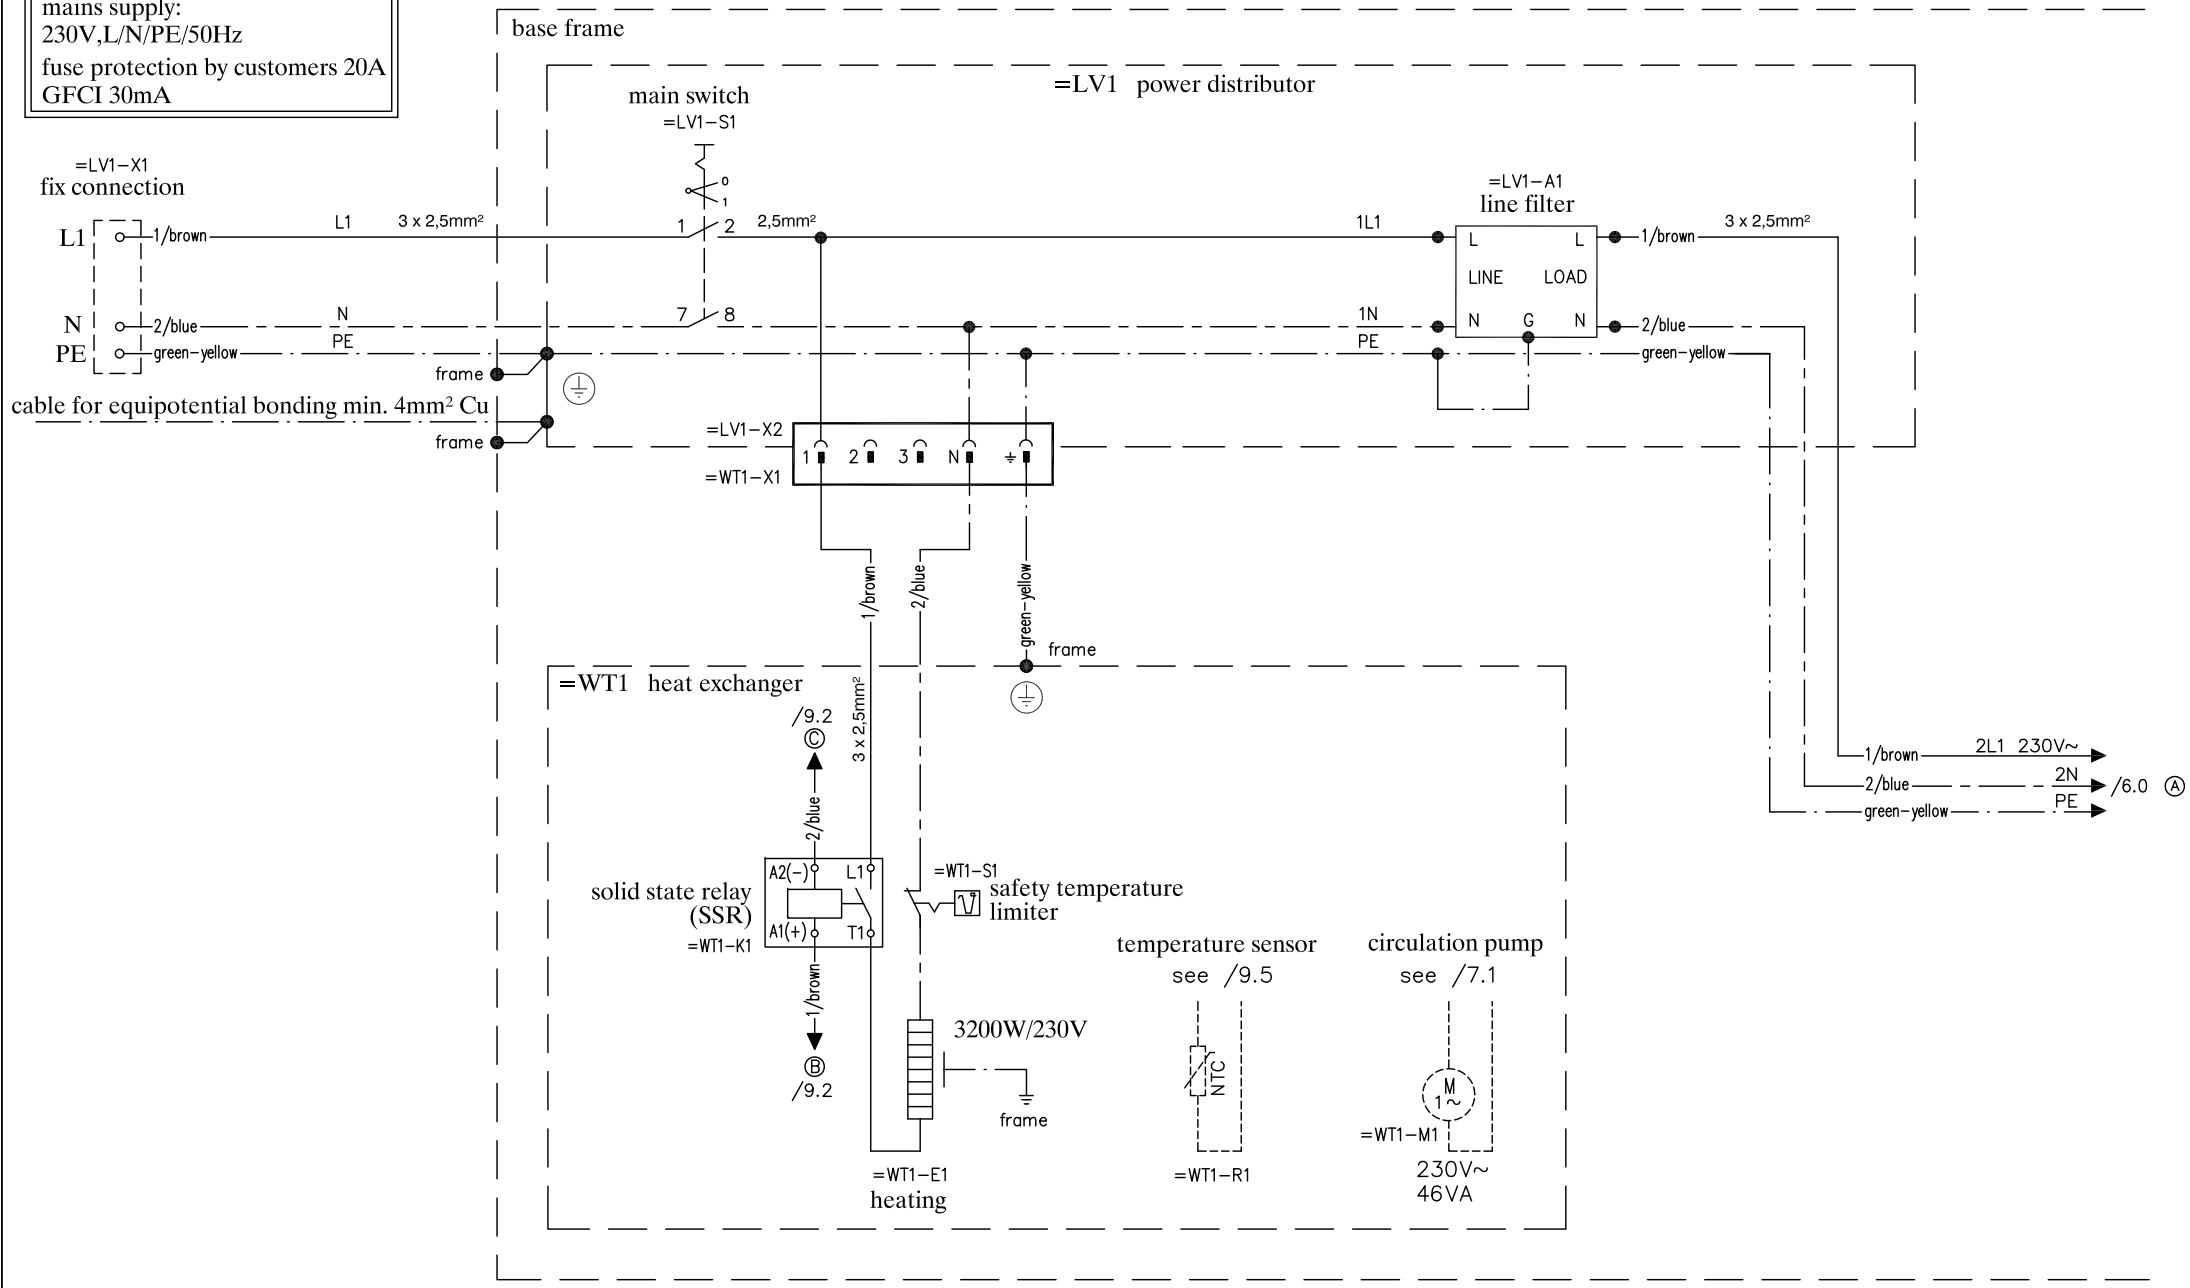 mains supply:
230V,L/N/PE/50Hz
fuse protection by customers 20A
GFCI 30mA
base frame
=LV1 power distributor
main switch
=LV1-S1
0
1
=LV1-X1
fix connection
=LV1-A1
line filter
L1
1/brown
L1
3 x 2,5mm²
1
2
2,5mm²
1L1
L
L
1/brown
3 x 2,5mm²
LINE
LOAD
N
2/blue
N
7
8
1N
N
G
N
2/blue
PE
green-yellow
PE
PE
green-yellow
frame
cable for equipotential bonding min. 4mm² Cu
frame
=LV1-X2
1
2
3
N
=WT1-X1
1/brown
2/blue
green-yellow
frame
=WT1 heat exchanger
3 x 2,5mm²
/9.2
C
2/blue
2L1 230V~
1/brown
2N
2/blue
/6.0 A
PE
green-yellow
A2(-)
L1
=WT1-S1
safety temperature
limiter
solid state relay
(SSR)
=WT1-K1
A1(+)
T1
1/brown
B
/9.2
3200W/230V
frame
=WT1-E1
heating
temperature sensor
see /9.5
NTC
=WT1-R1
circulation pump
see /7.1
M
1~
=WT1-M1
230V~
46VA